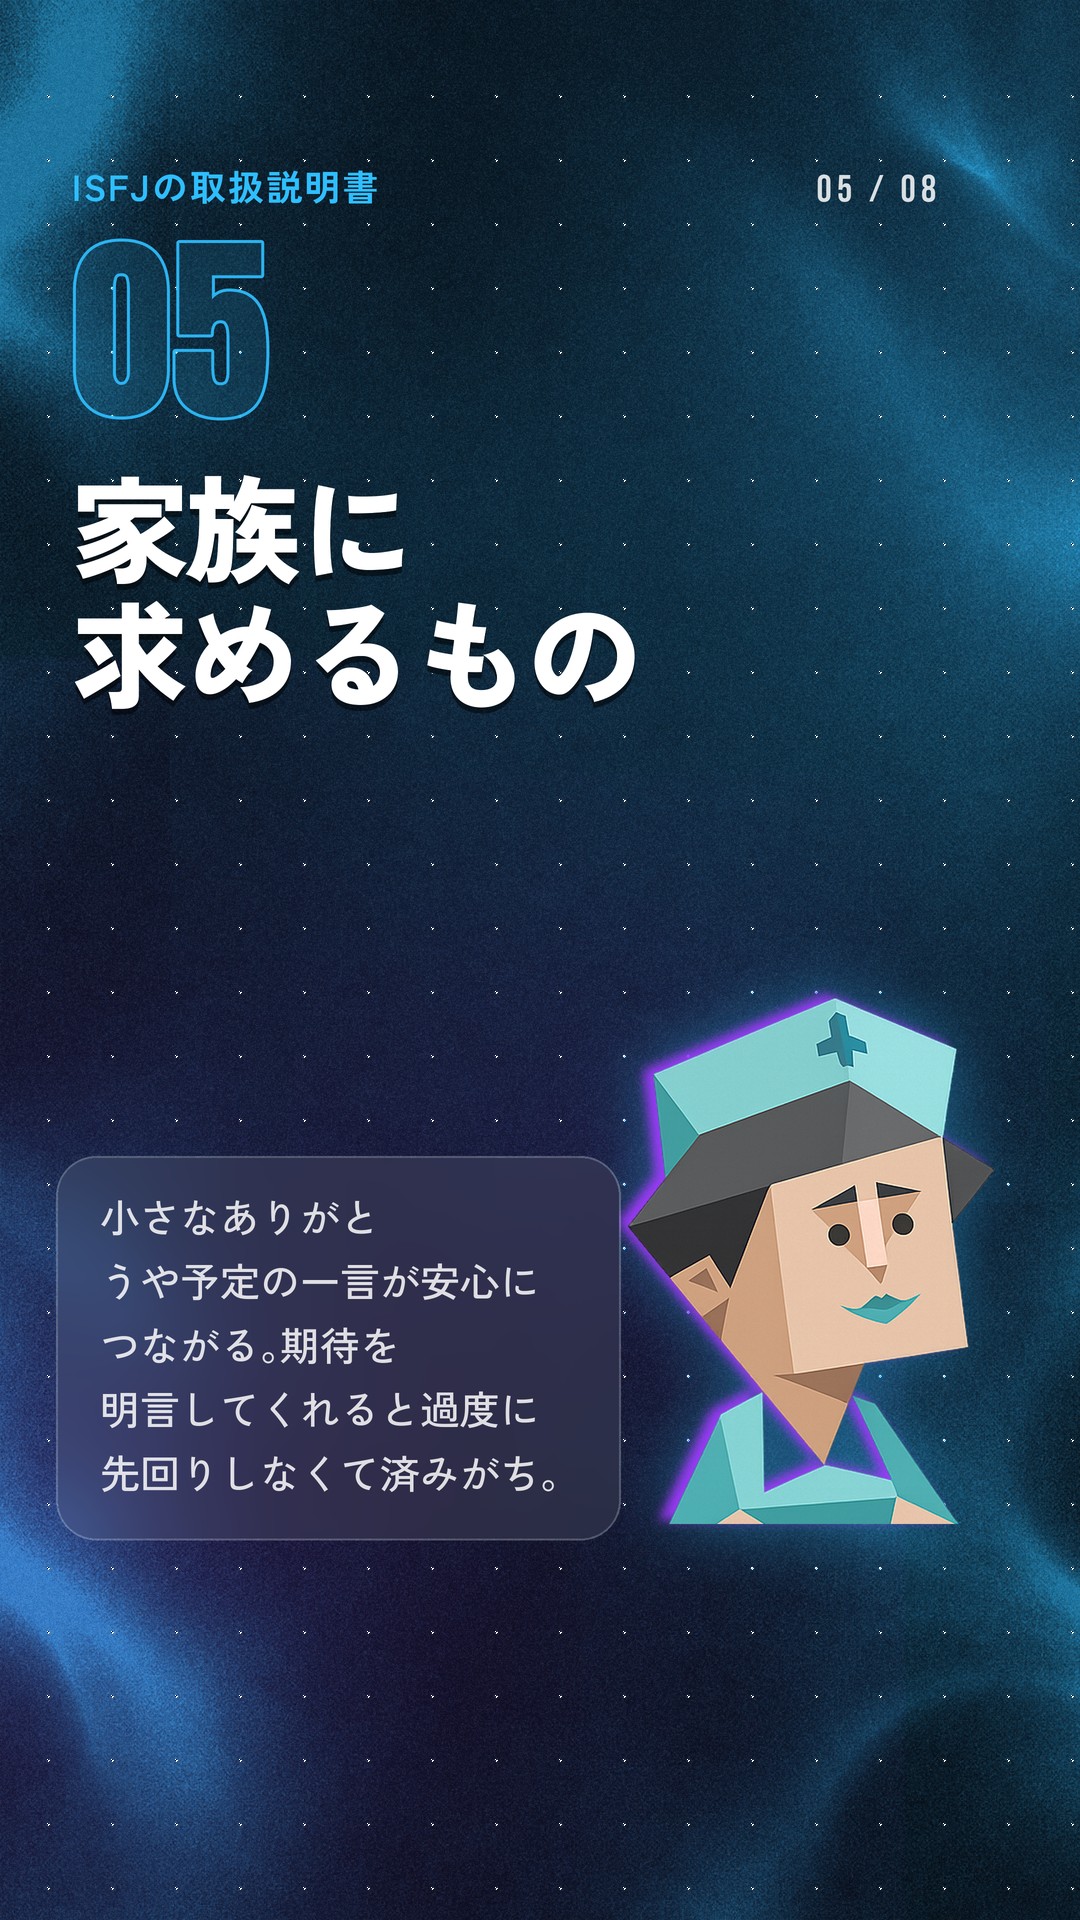 ISFJの取扱説明書
05 / 08
05
家族に
求めるもの
小さなありがと
うや予定の一言が安心に
つながる。期待を
明言してくれると過度に
先回りしなくて済みがち。